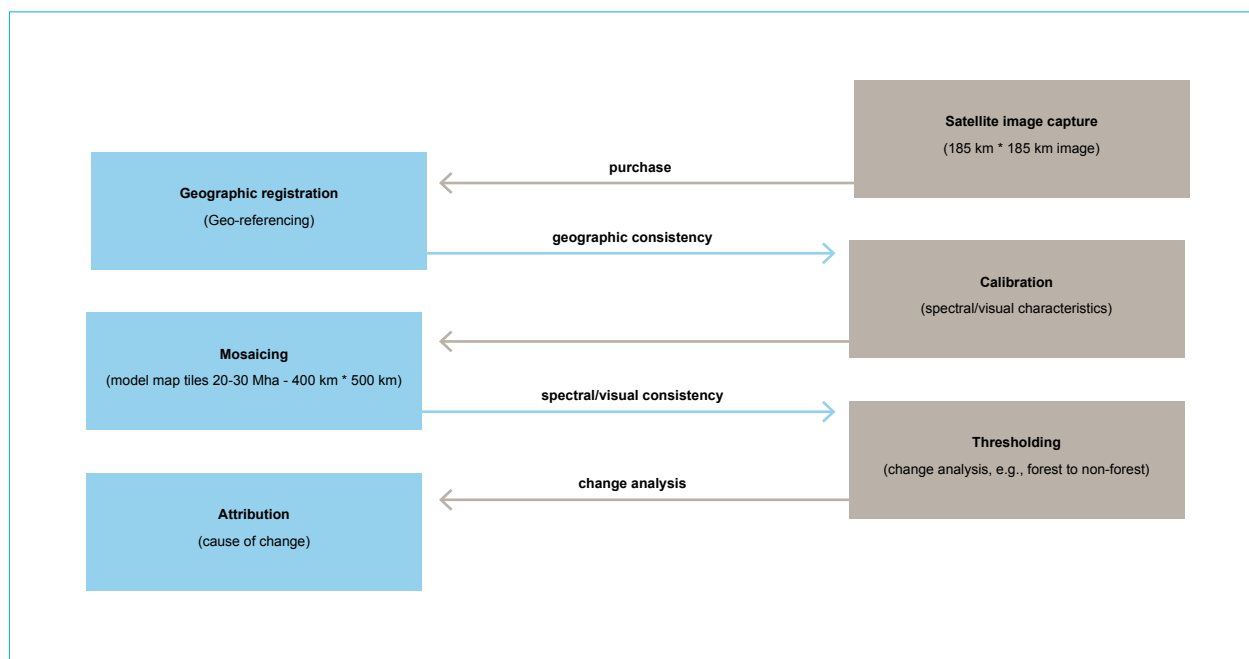 Satellite image capture
(185 km * 185 km image)
purchase
Geographic registration
(Geo-referencing)
geographic consistency
Calibration
(spectral/visual characteristics)
Mosaicing
(model map tiles 20-30 Mha - 400 km * 500 km)
spectral/visual consistency
Thresholding
(change analysis, e.g., forest to non-forest)
change analysis
Attribution
(cause of change)